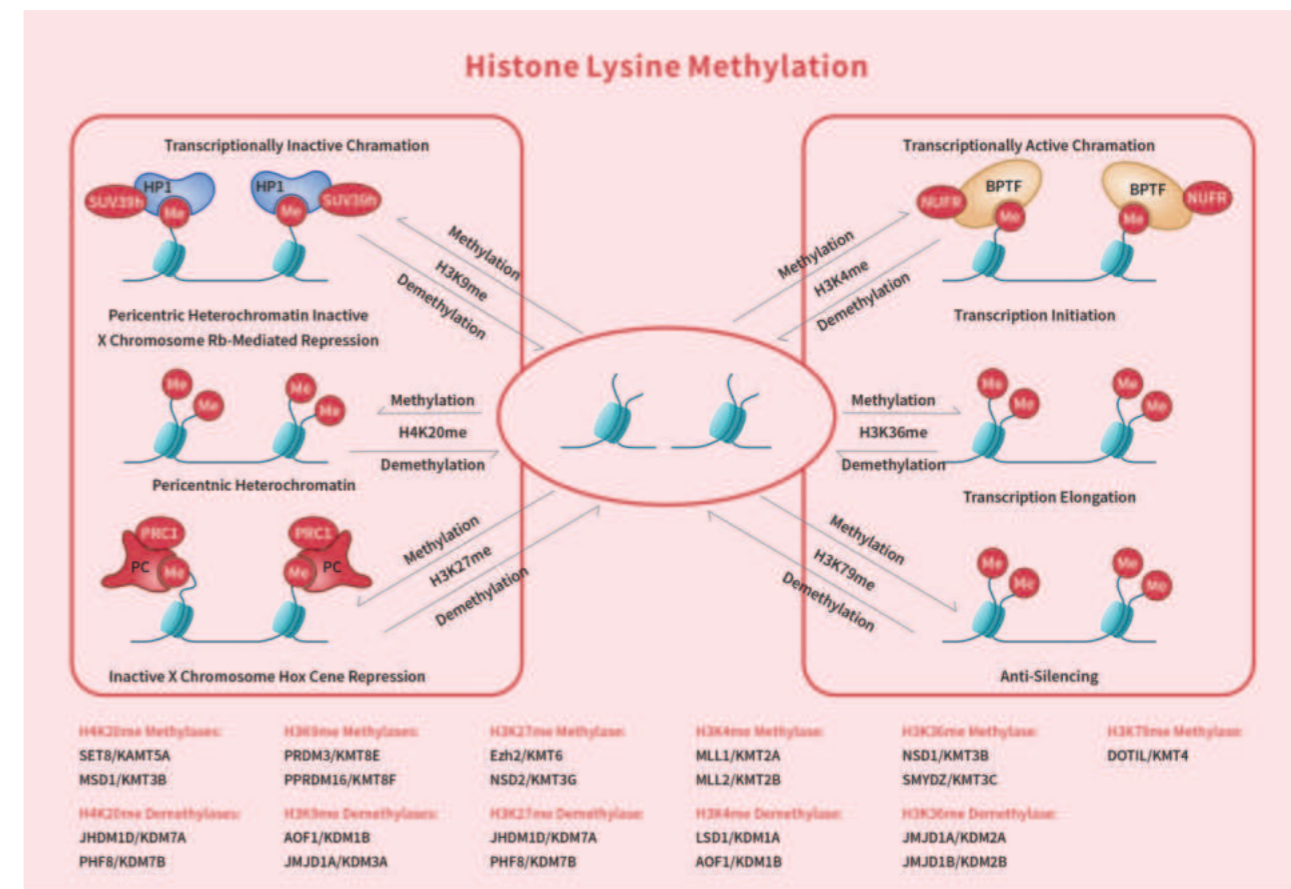 Histone Lysine Methylation
Transcriptionally Inactive Chramation
HP1
SUV39h
Me
HP1
SUV39h
Me
Pericentric Heterochromatin Inactive
X Chromosome Rb-Mediated Repression
Me
Me
Me
Me
Pericentnic Heterochromatin
PRC1
PC
Me
PRC1
PC
Me
Inactive X Chromosome Hox Cene Repression
Methylation
H3K9me
Demethylation
Methylation
H4K20me
Demethylation
Methylation
H3K27me
Demethylation
Methylation
H3K4me
Demethylation
Methylation
H3K36me
Demethylation
Methylation
H3K79me
Demethylation
Transcriptionally Active Chramation
NUFR
BPTF
Me
BPTF
NUFR
Me
Transcription Initiation
Me
Me
Me
Me
Transcription Elongation
Me
Me
Me
Me
Anti-Silencing
H4K20me Methylases:
SET8/KAMT5A
MSD1/KMT3B
H3K9me Methylases:
PRDM3/KMT8E
PPRDM16/KMT8F
H3K27me Methylase:
Ezh2/KMT6
NSD2/KMT3G
H3K4me Methylase:
MLL1/KMT2A
MLL2/KMT2B
H3K36me Methylase:
NSD1/KMT3B
SMYDZ/KMT3C
H3K79me Methylase:
DOTIL/KMT4
H4K20me Demethylases:
JHDM1D/KDM7A
PHF8/KDM7B
H3K9me Demethylases:
AOF1/KDM1B
JMJD1A/KDM3A
H3K27me Demethylase:
JHDM1D/KDM7A
PHF8/KDM7B
H3K4me Demethylase:
LSD1/KDM1A
AOF1/KDM1B
H3K36me Demethylase:
JMJD1A/KDM2A
JMJD1B/KDM2B